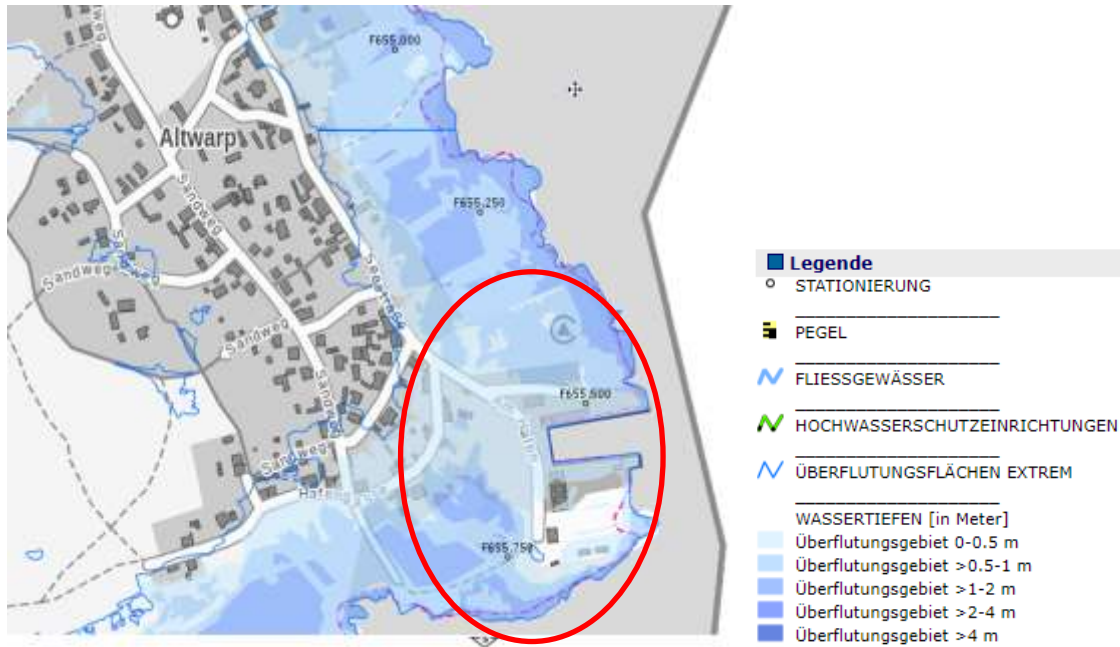 F655.000
Altwarp
Sandweg
F655.250
Seestraße
Sandweg
Sandweg
Sandweg
F655.500
Sandweg
F655.750
Legende
STATIONIERUNG
PEGEL
FLIESSGEWÄSSER
HOCHWASSERSCHUTZEINRICHTUNGEN
ÜBERFLUTUNGSFLÄCHEN EXTREM
WASSERTIEFEN [in Meter]
Überflutungsgebiet 0-0.5 m
Überflutungsgebiet >0.5-1 m
Überflutungsgebiet >1-2 m
Überflutungsgebiet >2-4 m
Überflutungsgebiet >4 m